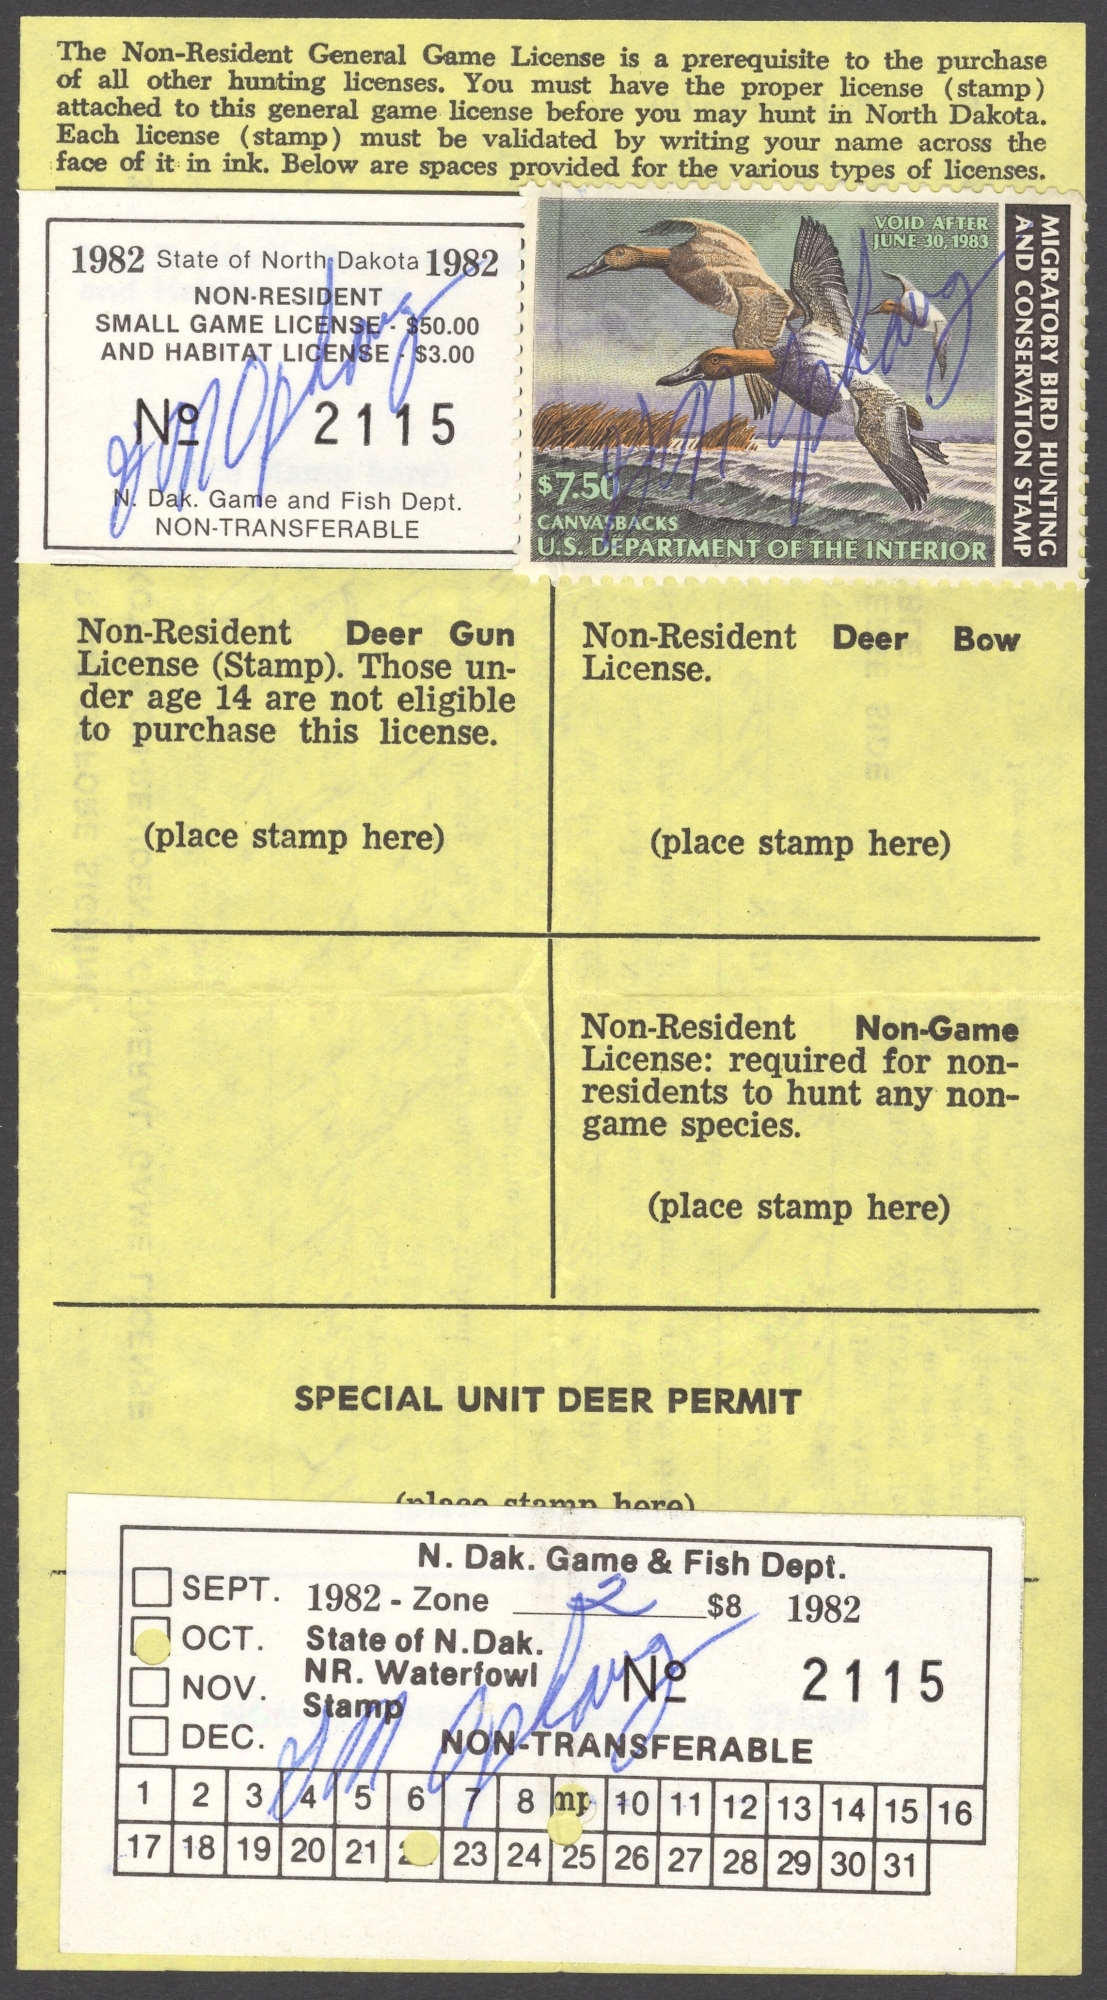 The Non-Resident General Game License is a prerequisite to the purchase
of all other hunting licenses. You must have the proper license (stamp)
attached to this general game license before you may hunt in North Dakota.
Each license (stamp) must be validated by writing your name across the
face of it in ink. Below are spaces provided for the various types of licenses.
1982 State of North Dakota 1982
NON-RESIDENT
SMALL GAME LICENSE - $50.00
AND HABITAT LICENSE - $3.00
No 2115
N. Dak. Game and Fish Dept.
NON-TRANSFERABLE
VOID AFTER
JUNE 30, 1983
$7.50
CANVASBACKS
U.S. DEPARTMENT OF THE INTERIOR
MIGRATORY BIRD HUNTING
AND CONSERVATION STAMP
Non-Resident Deer Gun
License (Stamp). Those un-
der age 14 are not eligible
to purchase this license.
(place stamp here)
Non-Resident Deer Bow
License.
(place stamp here)
Non-Resident Non-Game
License: required for non-
residents to hunt any non-
game species.
(place stamp here)
SPECIAL UNIT DEER PERMIT
(place stamp here)
N. Dak. Game & Fish Dept.
SEPT. 1982 - Zone 2 $8 1982
OCT. State of N.Dak.
NOV. NR. Waterfowl No 2115
Stamp
DEC. NON-TRANSFERABLE
1 2 3 4 5 6 7 8 mp 10 11 12 13 14 15 16
17 18 19 20 21 23 24 25 26 27 28 29 30 31